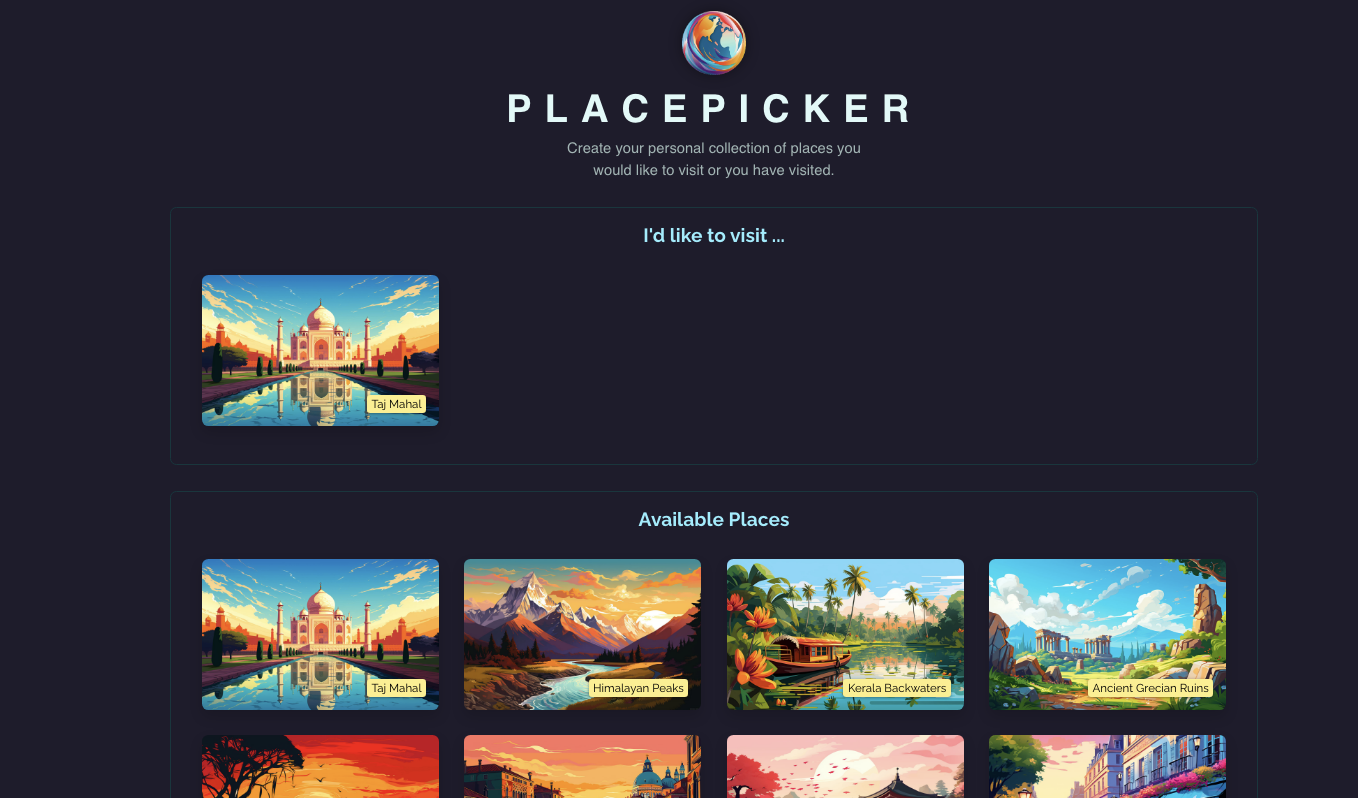 PLACEPICKER
Create your personal collection of places you
would like to visit or you have visited.
I'd like to visit ...
Taj Mahal
Available Places
Taj Mahal
Himalayan Peaks
Kerala Backwaters
Ancient Grecian Ruins